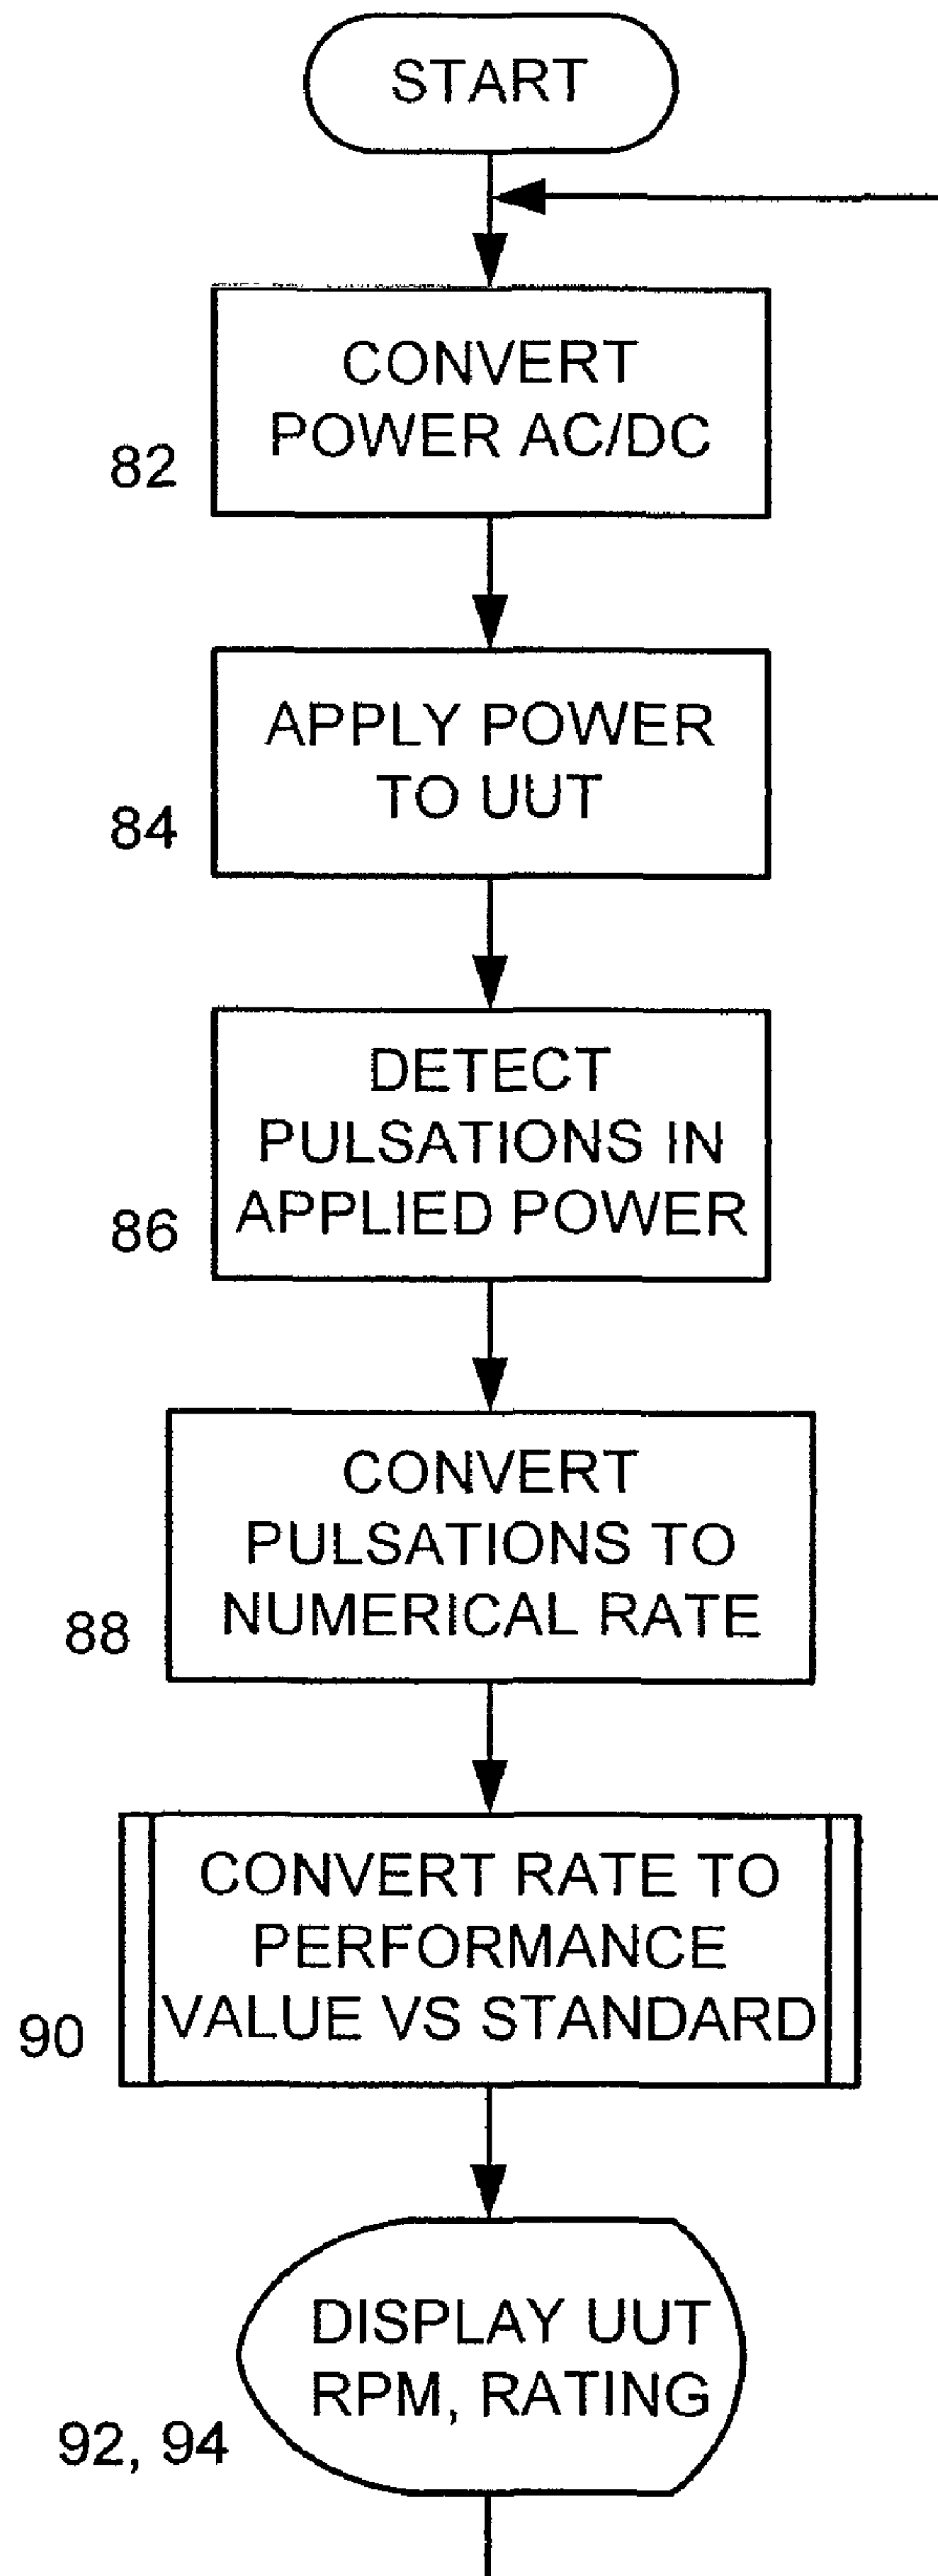 START
CONVERT
POWER AC/DC
82
APPLY POWER
TO UUT
84
DETECT
PULSATIONS IN
APPLIED POWER
86
CONVERT
PULSATIONS TO
NUMERICAL RATE
88
CONVERT RATE TO
PERFORMANCE
VALUE VS STANDARD
90
DISPLAY UUT
RPM, RATING
92, 94